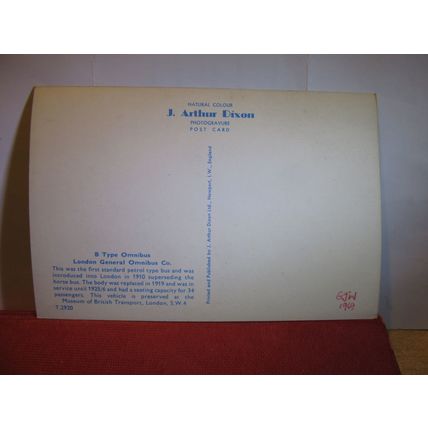 NATURAL COLOUR
J. Arthur Dixon
PHOTOGRAVURE
POST CARD
Printed and Published by J. Arthur Dixon Ltd., Newport, I.W., England
B Type Omnibus
London General Omnibus Co.
This was the first standard petrol type bus and was
introduced into London in 1910 superseding the
horse bus. The body was replaced in 1919 and was in
service until 1925/6 and had a seating capacity for 34
passengers. This vehicle is preserved at the
Museum of British Transport, London, S.W.4
T.2920
1969